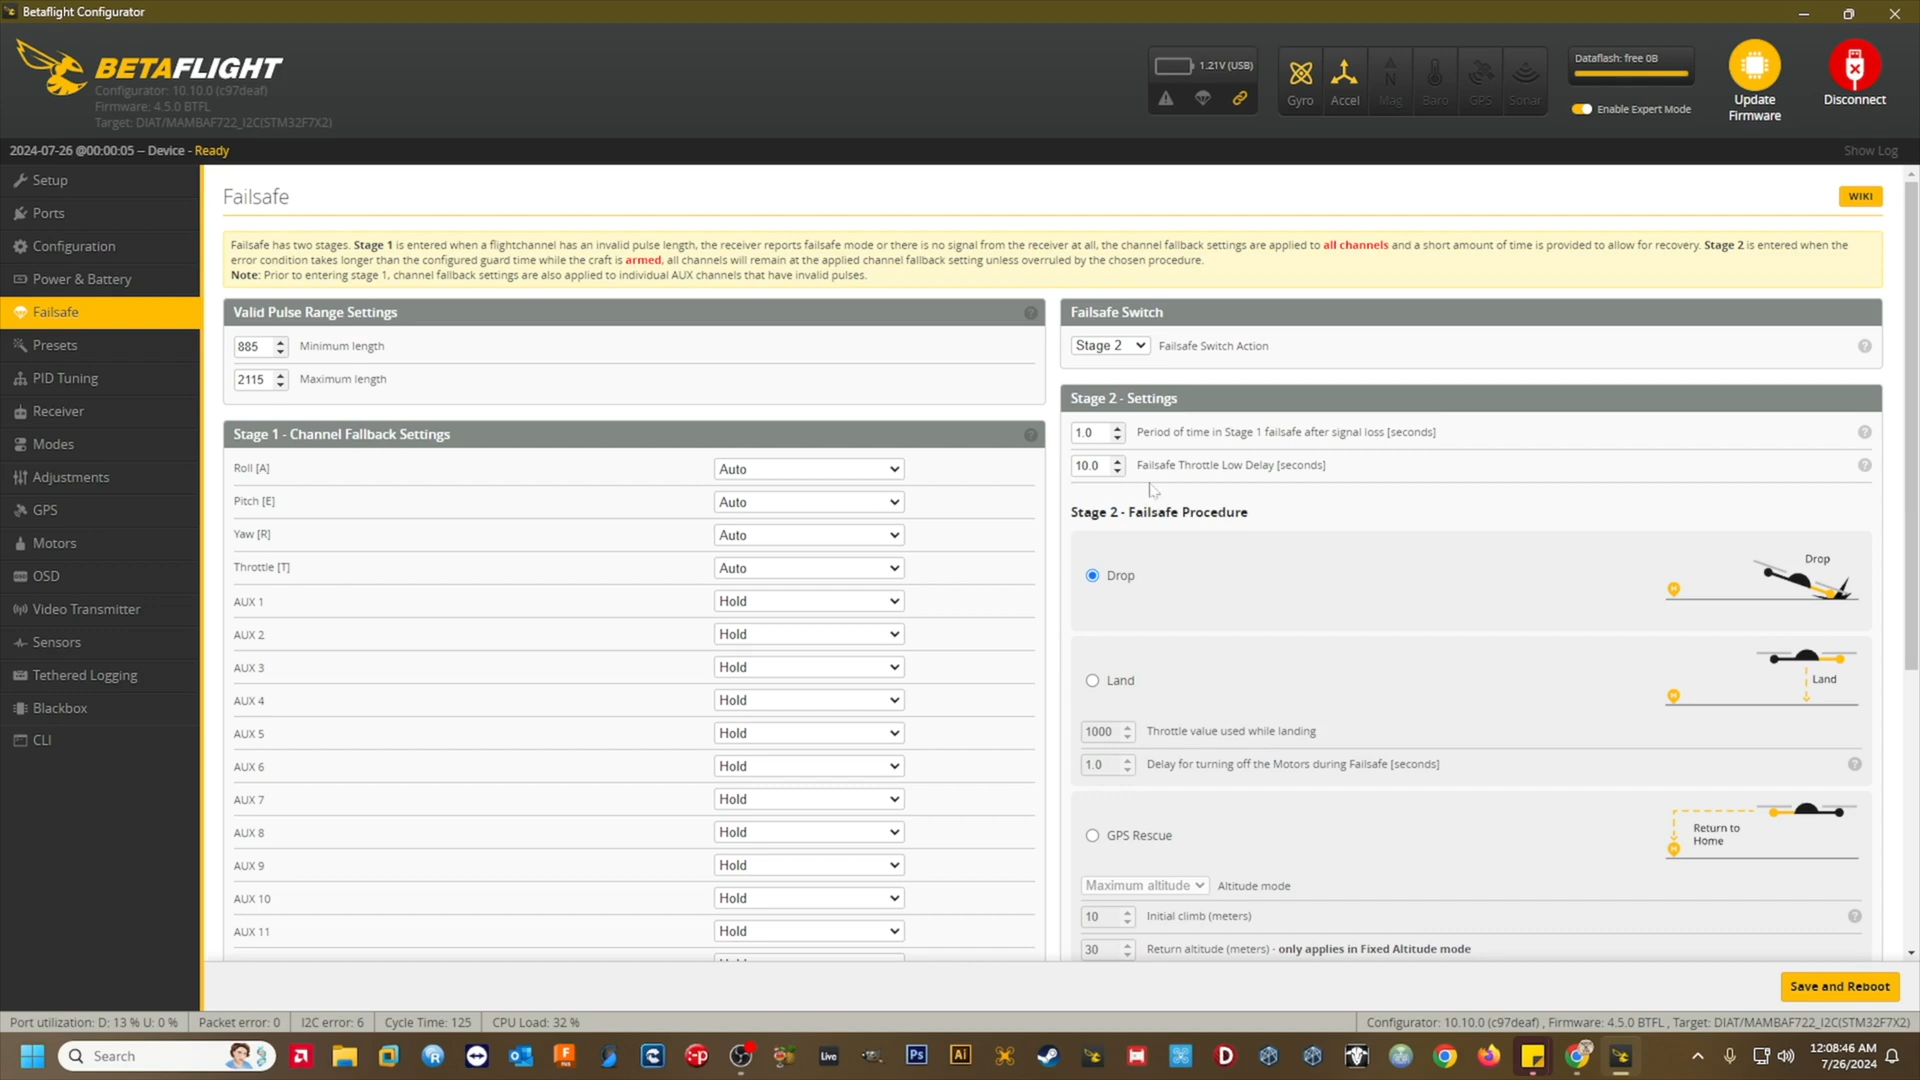 Betaflight Configurator
BETAFLIGHT
Configurator: 10.10.0 (c97deaf)
Firmware: 4.5.0 BTFL
Target: DIAT/MAMBAF722_I2C(STM32F7X2)
1.21V (USB)
Gyro
Accel
Mag
Baro
GPS
Sonar
Dataflash: free 0B
Enable Expert Mode
Update
Firmware
Disconnect
2024-07-26 @00:00:05 -- Device - Ready
Show Log
Setup
Ports
Configuration
Power & Battery
Failsafe
Presets
PID Tuning
Receiver
Modes
Adjustments
GPS
Motors
OSD
Video Transmitter
Sensors
Tethered Logging
Blackbox
CLI
Failsafe
WIKI
Failsafe has two stages. Stage 1 is entered when a flightchannel has an invalid pulse length, the receiver reports failsafe mode or there is no signal from the receiver at all, the channel fallback settings are applied to all channels and a short amount of time is provided to allow for recovery. Stage 2 is entered when the
error condition takes longer than the configured guard time while the craft is armed, all channels will remain at the applied channel fallback setting unless overruled by the chosen procedure.
Note: Prior to entering stage 1, channel fallback settings are also applied to individual AUX channels that have invalid pulses.
Valid Pulse Range Settings
885 Minimum length
2115 Maximum length
Stage 1 - Channel Fallback Settings
Roll [A] Auto
Pitch [E] Auto
Yaw [R] Auto
Throttle [T] Auto
AUX 1 Hold
AUX 2 Hold
AUX 3 Hold
AUX 4 Hold
AUX 5 Hold
AUX 6 Hold
AUX 7 Hold
AUX 8 Hold
AUX 9 Hold
AUX 10 Hold
AUX 11 Hold
Failsafe Switch
Stage 2 Failsafe Switch Action
Stage 2 - Settings
1.0 Period of time in Stage 1 failsafe after signal loss [seconds]
10.0 Failsafe Throttle Low Delay [seconds]
Stage 2 - Failsafe Procedure
Drop
Drop
Land
Land
1000 Throttle value used while landing
1.0 Delay for turning off the Motors during Failsafe [seconds]
GPS Rescue
Return to
Home
Maximum altitude Altitude mode
10 Initial climb (meters)
30 Return altitude (meters) - only applies in Fixed Altitude mode
Save and Reboot
Port utilization: D: 13 % U: 0 % Packet error: 0 I2C error: 6 Cycle Time: 125 CPU Load: 32 %
Configurator: 10.10.0 (c97deaf) , Firmware: 4.5.0 BTFL , Target: DIAT/MAMBAF722_I2C(STM32F7X2)
Search
Live
Ps
Ai
12:08:46 AM
7/26/2024